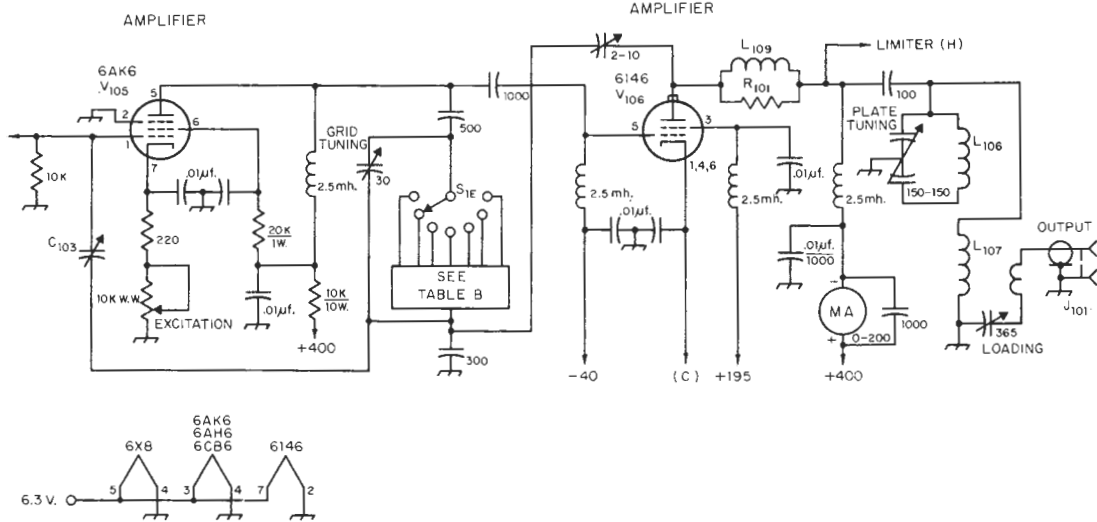 AMPLIFIER
AMPLIFIER
6AK6
V105
5
2
1
6
7
10K
C103
.01µf.
220
20K
1W.
10K W.W.
EXCITATION
.01µf.
10K
10W.
+400
2.5mh.
GRID
TUNING
30
500
1000
S1E
SEE
TABLE B
300
2-10
6146
V106
5
3
1,4,6
2.5mh.
.01µf.
-40
(C)
+195
2.5mh.
.01µf.
L109
R101
LIMITER (H)
100
2.5mh.
.01µf.
1000
-
MA
+
0-200
1000
+400
PLATE
TUNING
150-150
L106
L107
365
LOADING
OUTPUT
J101
6X8
5
4
6AK6
6AH6
6CB6
3
4
6146
7
2
6.3 V.